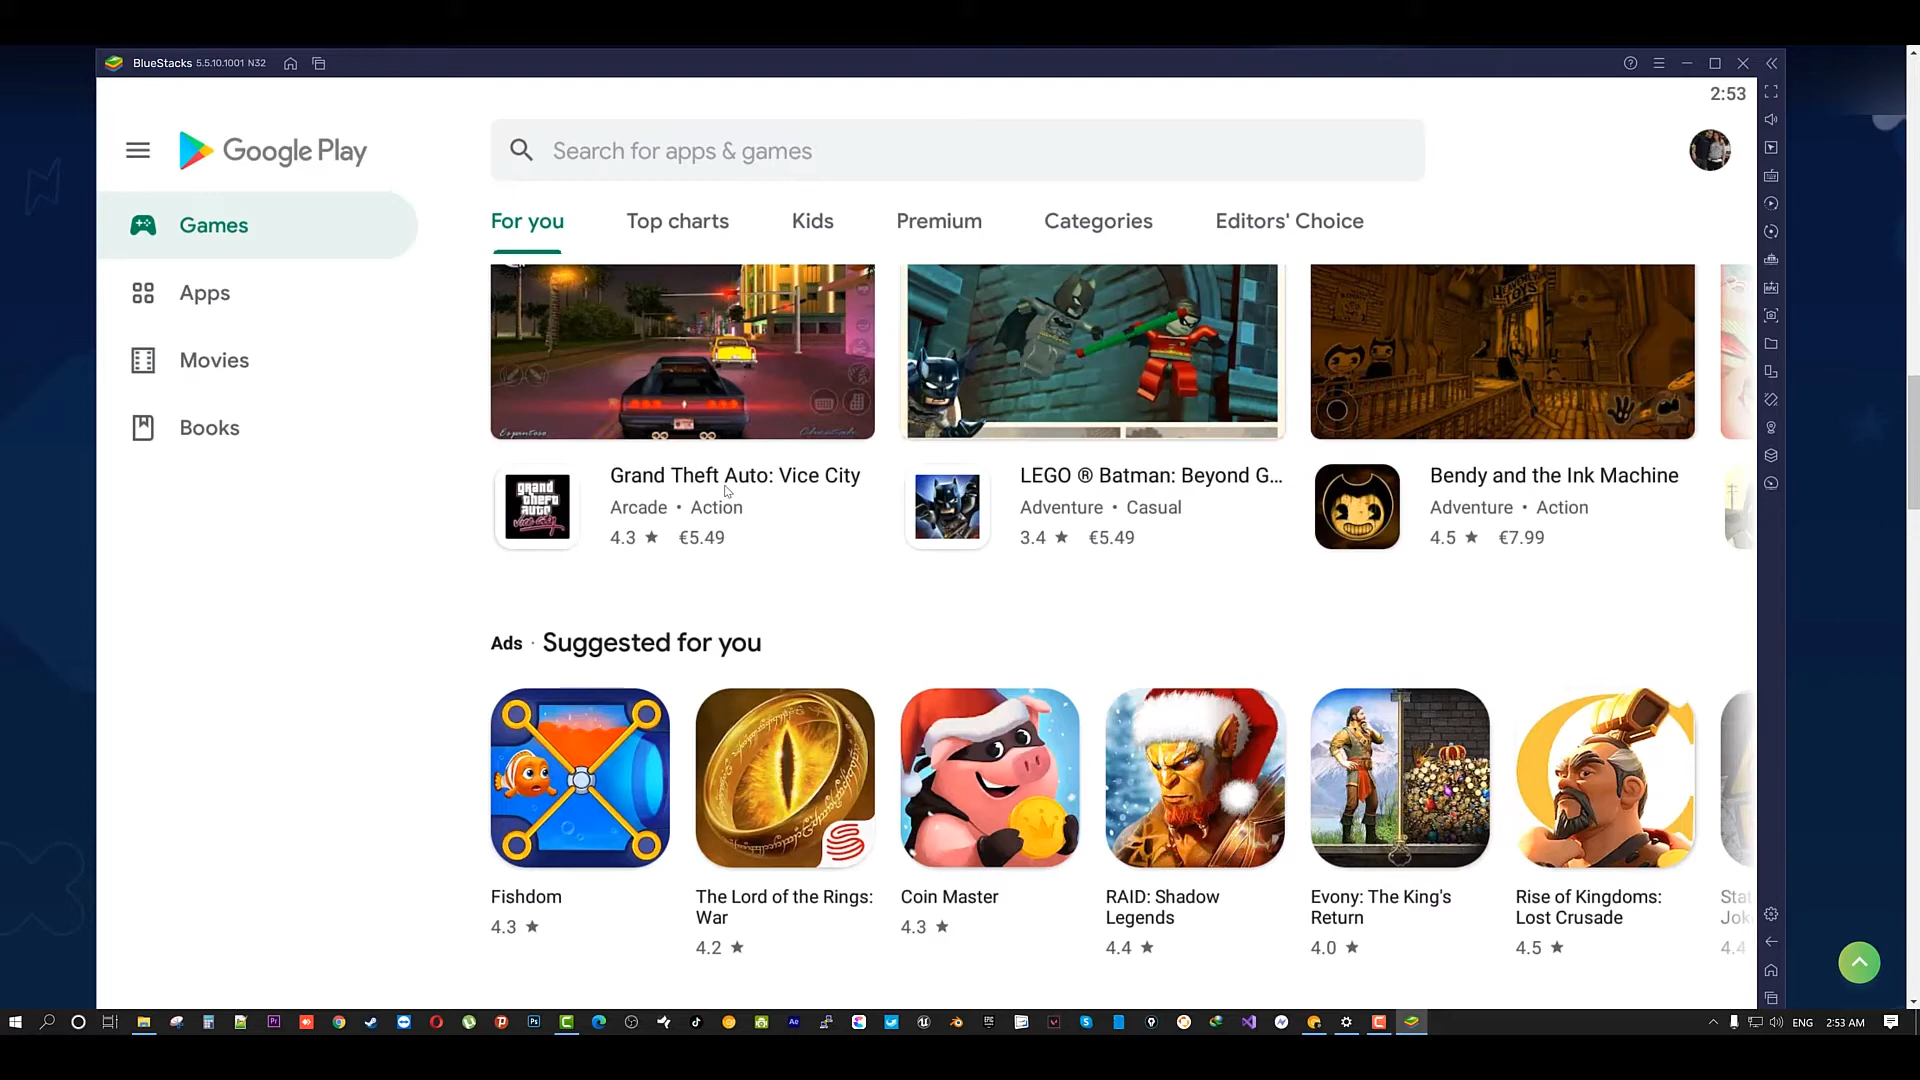 BlueStacks 5.5.10.1001 N32
2:53
Google Play
Search for apps & games
Games
For you
Top charts
Kids
Premium
Categories
Editors' Choice
Apps
Movies
Books
Grand Theft Auto: Vice City
Arcade • Action
4.3 ★ €5.49
LEGO ® Batman: Beyond G...
Adventure • Casual
3.4 ★ €5.49
Bendy and the Ink Machine
Adventure • Action
4.5 ★ €7.99
Ads · Suggested for you
Fishdom
4.3 ★
The Lord of the Rings:
War
4.2 ★
Coin Master
4.3 ★
RAID: Shadow
Legends
4.4 ★
Evony: The King's
Return
4.0 ★
Rise of Kingdoms:
Lost Crusade
4.5 ★
Stat
Jok
4.4
ENG
2:53 AM